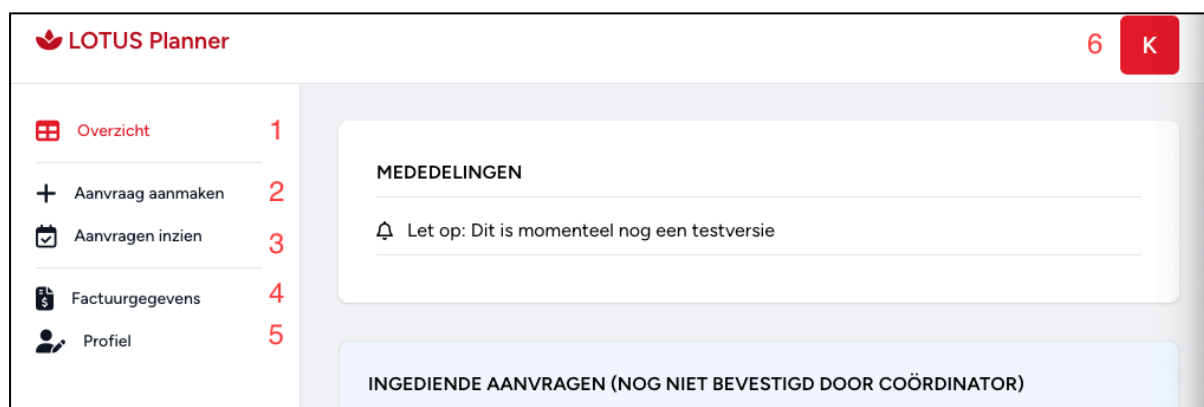 LOTUS Planner
6
K
Overzicht 1
Aanvraag aanmaken 2
Aanvragen inzien 3
Factuurgegevens 4
Profiel 5
MEDEDELINGEN
Let op: Dit is momenteel nog een testversie
INGEDIENDE AANVRAGEN (NOG NIET BEVESTIGD DOOR COÖRDINATOR)